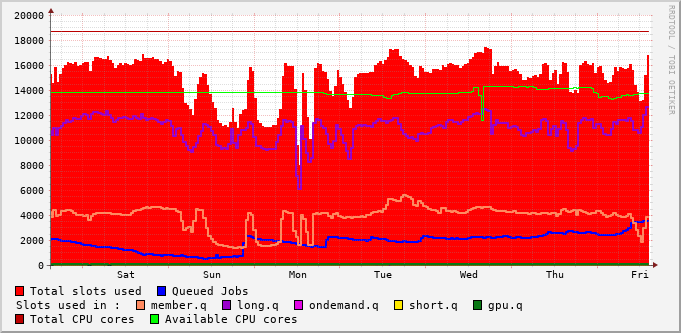 20000
18000
16000
14000
12000
10000
8000
6000
4000
2000
0
Sat Sun Mon Tue Wed Thu Fri
RRDTOOL / TOBI OETIKER
Total slots used Queued Jobs
Slots used in : member.q long.q ondemand.q short.q gpu.q
Total CPU cores Available CPU cores